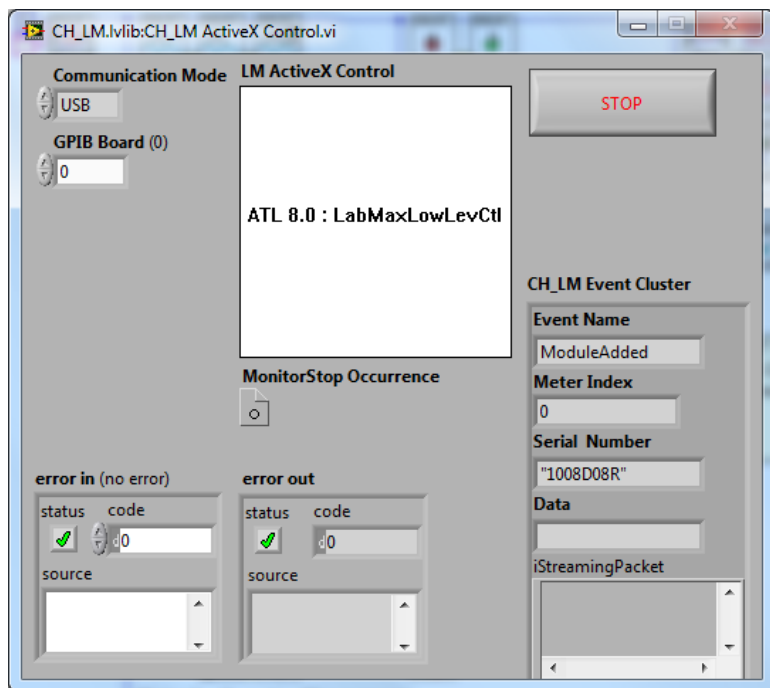 CH_LM.lvlib:CH_LM ActiveX Control.vi
Communication Mode
USB
GPIB Board (0)
0
LM ActiveX Control
ATL 8.0 : LabMaxLowLevCtl
MonitorStop Occurrence
STOP
CH_LM Event Cluster
Event Name
ModuleAdded
Meter Index
0
Serial Number
"1008D08R"
Data
iStreamingPacket
error in (no error)
status code
d0
source
error out
status code
d0
source